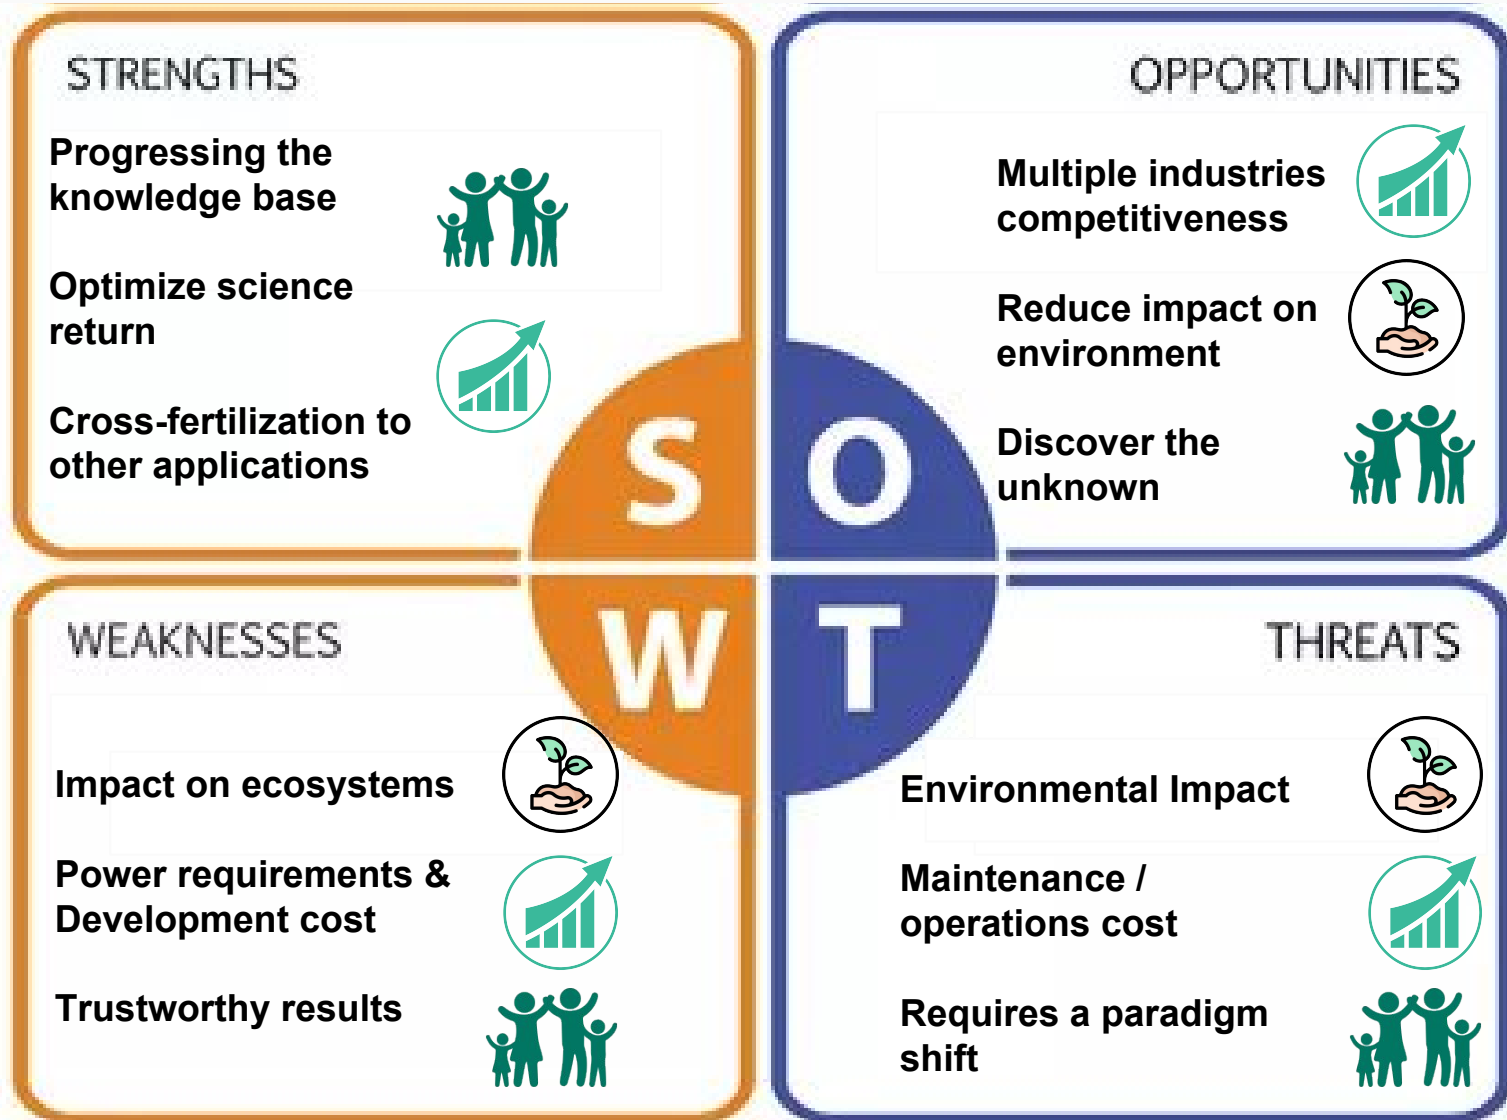 STRENGTHS
Progressing the
knowledge base
Optimize science
return
Cross-fertilization to
other applications
OPPORTUNITIES
Multiple industries
competitiveness
Reduce impact on
environment
Discover the
unknown
S O
W T
WEAKNESSES
Impact on ecosystems
Power requirements &
Development cost
Trustworthy results
THREATS
Environmental Impact
Maintenance /
operations cost
Requires a paradigm
shift